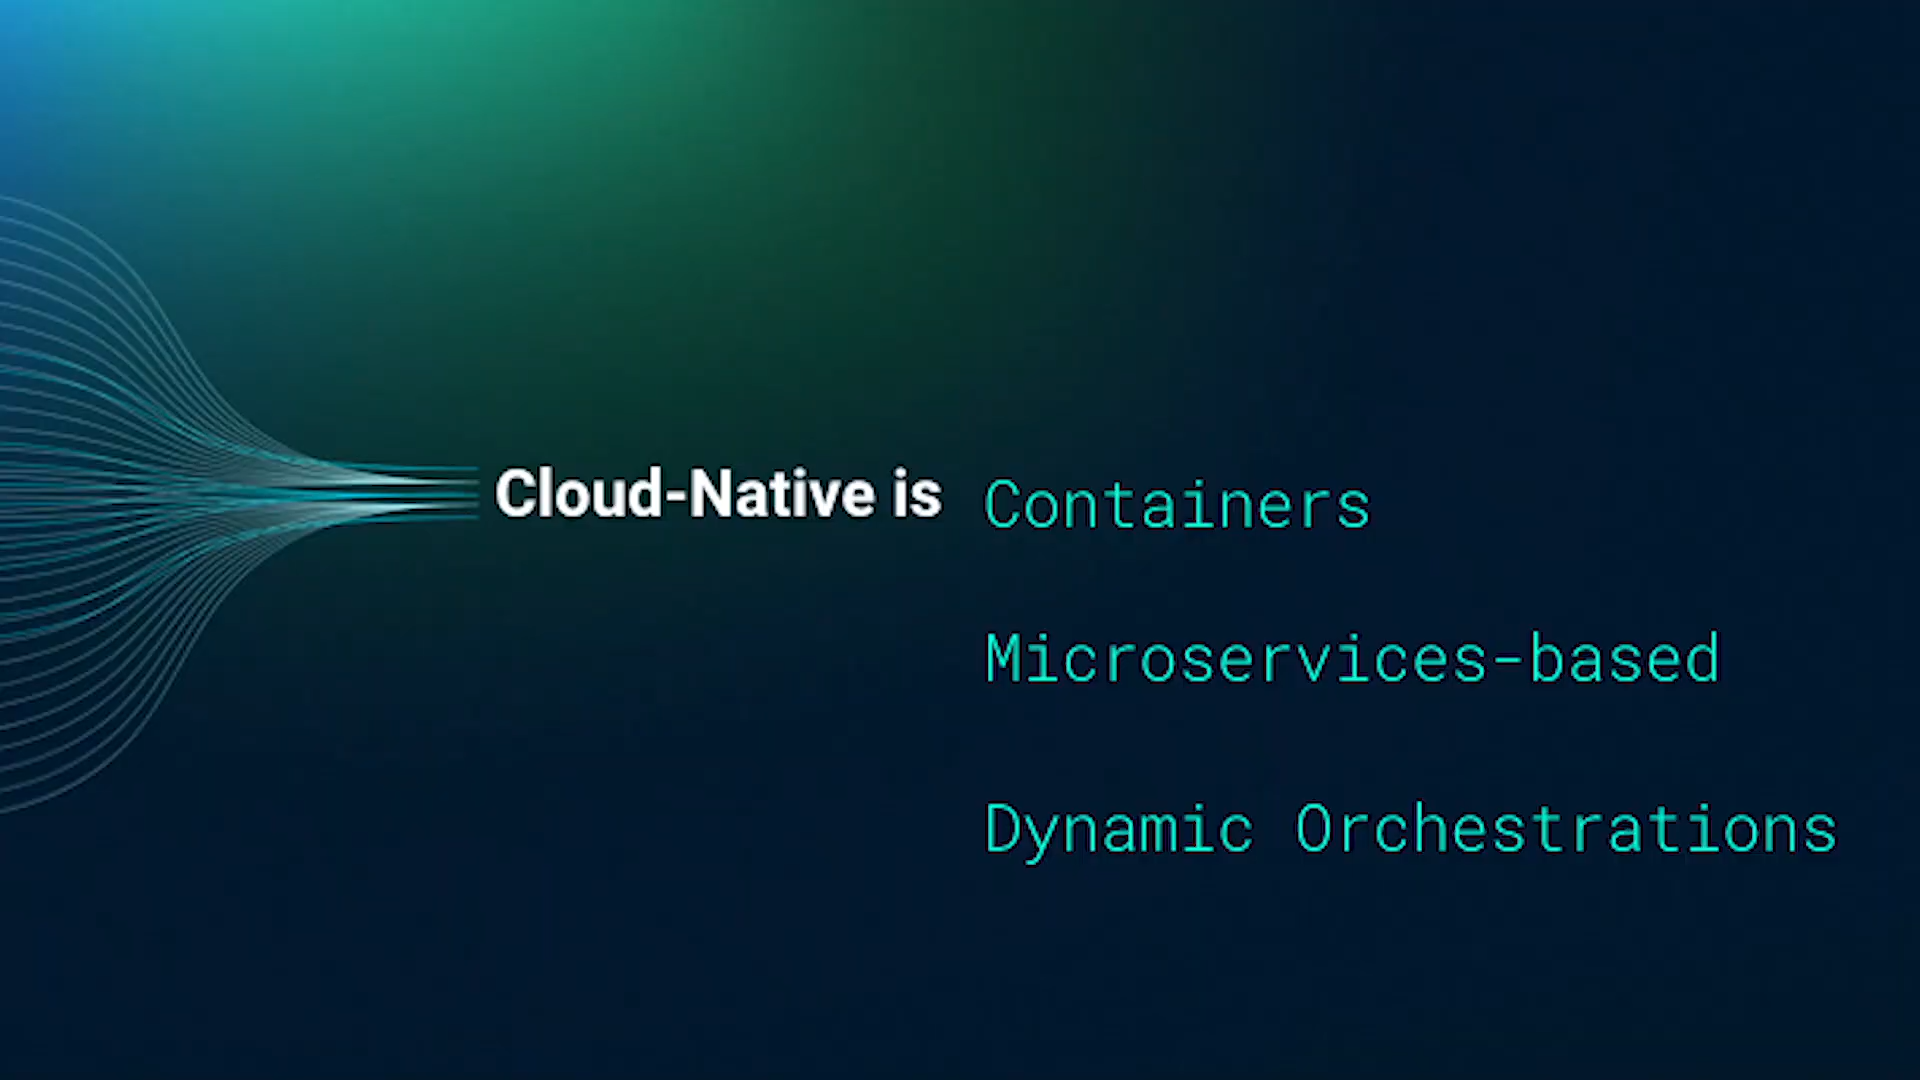 Cloud-Native is Containers
Microservices-based
Dynamic Orchestrations